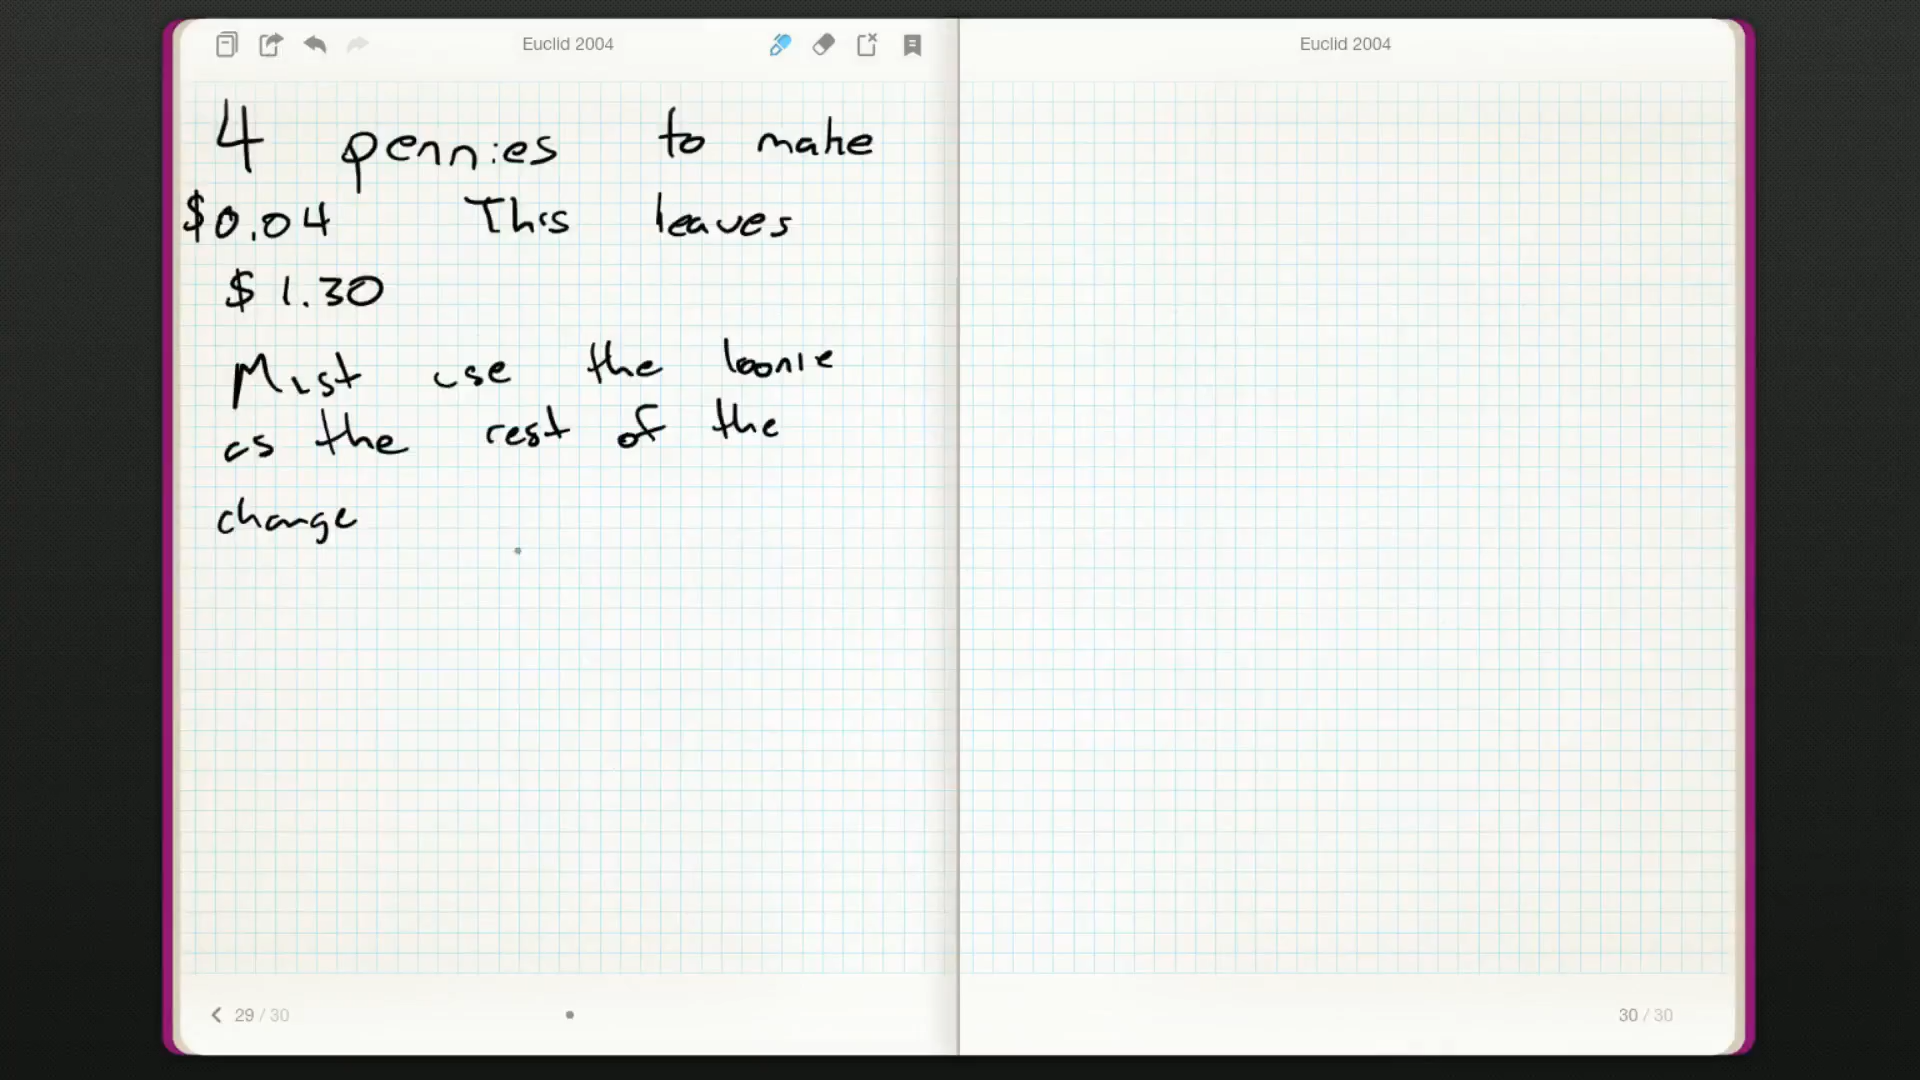 Euclid 2004
4 pennies to make
$0.04 This leaves
$ 1.30
Must use the loonie
as the rest of the
change
29 / 30
Euclid 2004
30 / 30